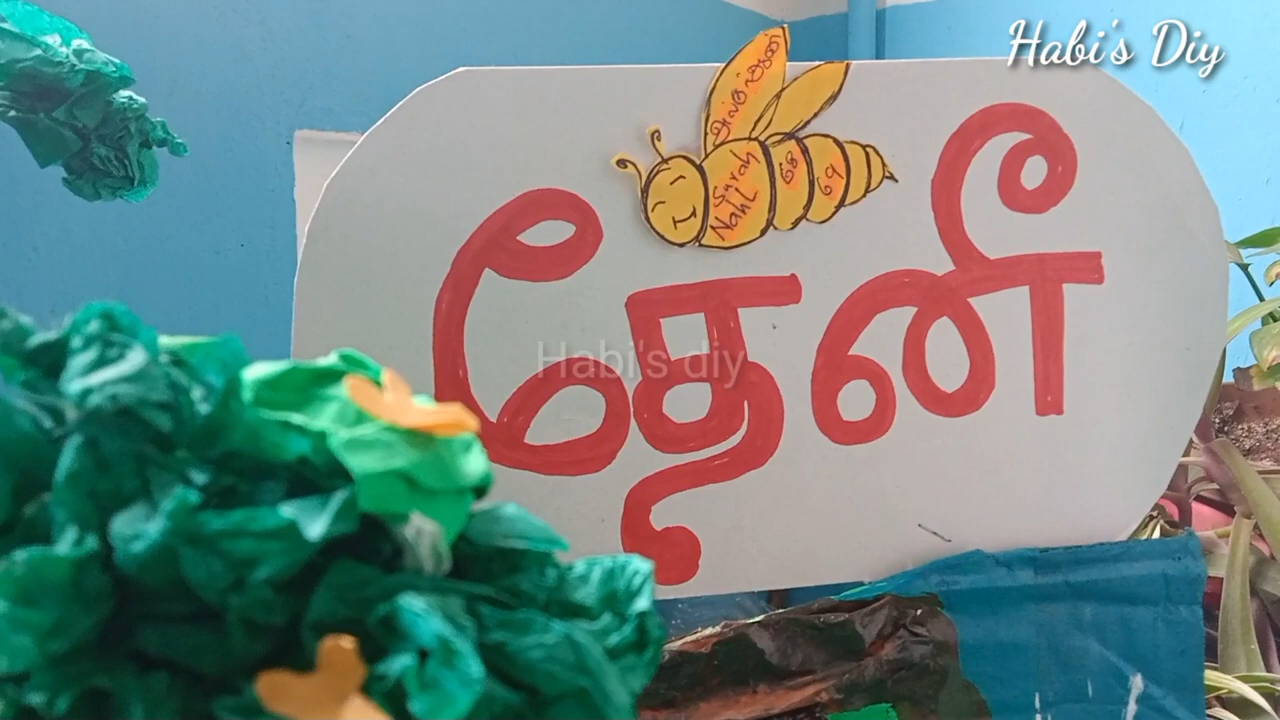 Habi's Diy
Surah
Nahl
68
69
தேனீ
Habi's diy